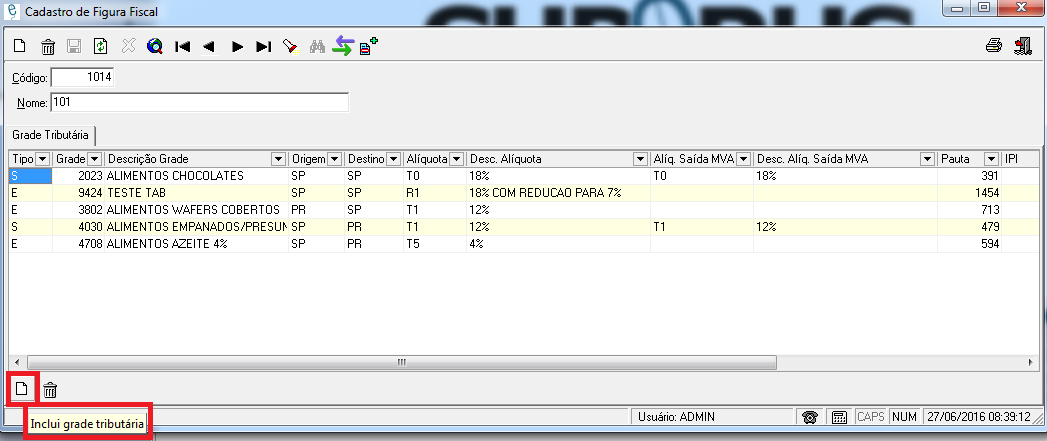 Cadastro de Figura Fiscal
Código: 1014
Nome: 101
Grade Tributária
Tipo Grade Descrição Grade Origem Destino Alíquota Desc. Alíquota Alíq. Saída MVA Desc. Alíq. Saída MVA Pauta IPI
S 2023 ALIMENTOS CHOCOLATES SP SP T0 18% T0 18% 391
E 9424 TESTE TAB SP SP R1 18% COM REDUCAO PARA 7% 1454
E 3802 ALIMENTOS WAFERS COBERTOS PR SP T1 12% 713
S 4030 ALIMENTOS EMPANADOS/PRESUN SP PR T1 12% T1 12% 479
E 4708 ALIMENTOS AZEITE 4% SP PR T5 4% 594
Inclui grade tributária
Usuário: ADMIN CAPS NUM 27/06/2016 08:39:12